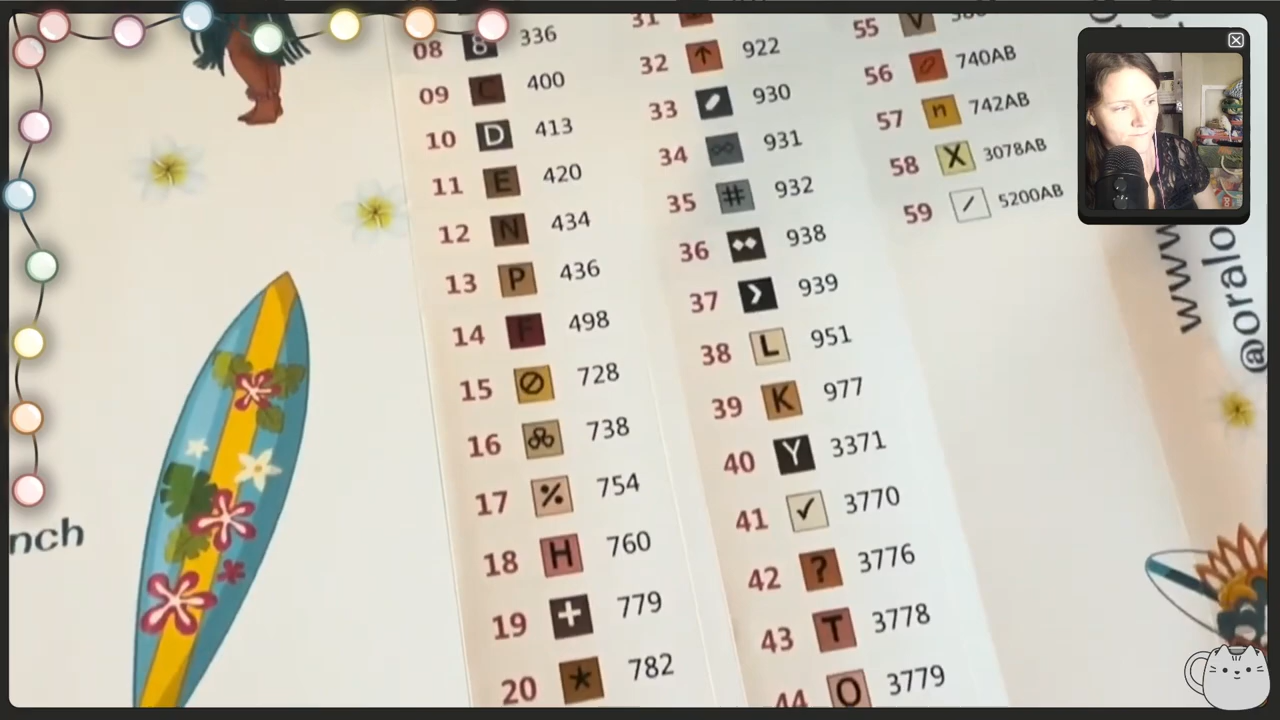 08 8 336
09 C 400
10 D 413
11 E 420
12 N 434
13 P 436
14 F 498
15 728
16 738
17 % 754
18 H 760
19 + 779
20 ★ 782
31
32 ↑ 922
33 930
34 ∞ 931
35 # 932
36 ◆◆ 938
37 ❯ 939
38 L 951
39 K 977
40 Y 3371
41 ✓ 3770
42 ? 3776
43 T 3778
44 O 3779
55 V
56 740AB
57 n 742AB
58 X 3078AB
59 / 5200AB
nch
www
@oralo